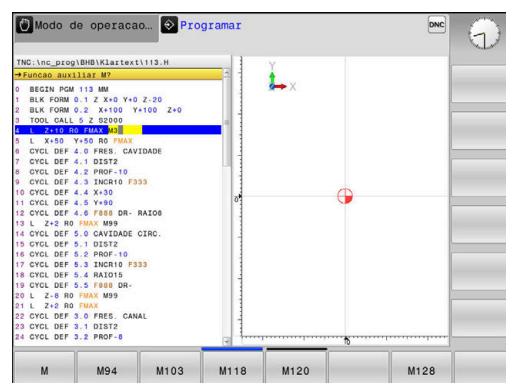 Modo de operacao... Programar
DNC
TNC:\nc_prog\BHB\Klartext\113.H
→Funcao auxiliar M?
0 BEGIN PGM 113 MM
1 BLK FORM 0.1 Z X+0 Y+0 Z-20
2 BLK FORM 0.2 X+100 Y+100 Z+0
3 TOOL CALL 5 Z S2000
4 L Z+10 R0 FMAX M3
5 L X+50 Y+50 R0 FMAX
6 CYCL DEF 4.0 FRES. CAVIDADE
7 CYCL DEF 4.1 DIST2
8 CYCL DEF 4.2 PROF-10
9 CYCL DEF 4.3 INCR10 F333
10 CYCL DEF 4.4 X+30
11 CYCL DEF 4.5 Y+90
12 CYCL DEF 4.6 F888 DR- RAIO8
13 L Z+2 R0 FMAX M99
14 CYCL DEF 5.0 CAVIDADE CIRC.
15 CYCL DEF 5.1 DIST2
16 CYCL DEF 5.2 PROF-10
17 CYCL DEF 5.3 INCR10 F333
18 CYCL DEF 5.4 RAIO15
19 CYCL DEF 5.5 F888 DR-
20 L Z-8 R0 FMAX M99
21 L Z+2 R0 FMAX
22 CYCL DEF 3.0 FRES. CANAL
23 CYCL DEF 3.1 DIST2
24 CYCL DEF 3.2 PROF-8
Y
X
0
0
M M94 M103 M118 M120 M128